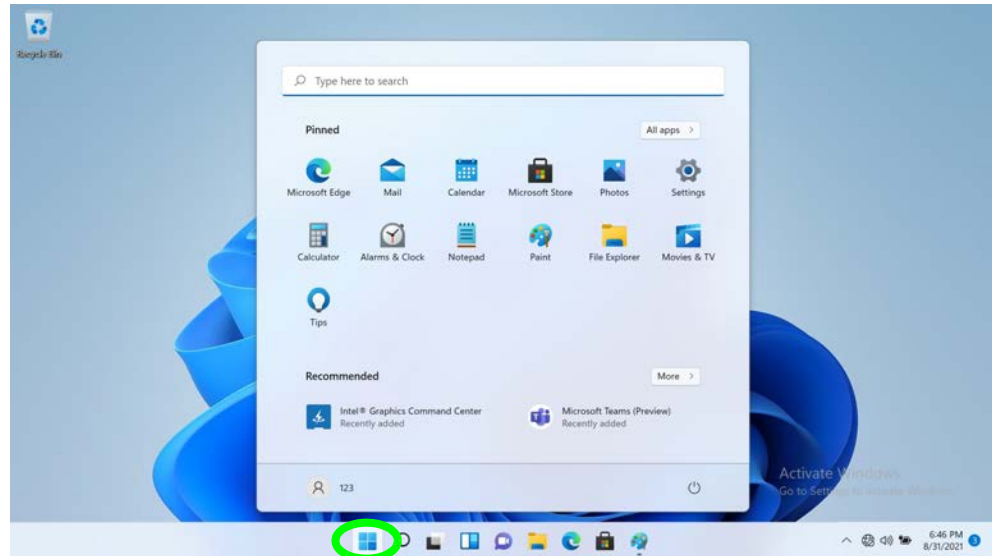 Recycle Bin
Type here to search
Pinned
All apps >
Microsoft Edge
Mail
Calendar
Microsoft Store
Photos
Settings
Calculator
Alarms & Clock
Notepad
Paint
File Explorer
Movies & TV
Tips
Recommended
More >
Intel® Graphics Command Center
Recently added
Microsoft Teams (Preview)
Recently added
123
Activate Windows
Go to Settings to activate Windows.
6:46 PM
8/31/2021
3